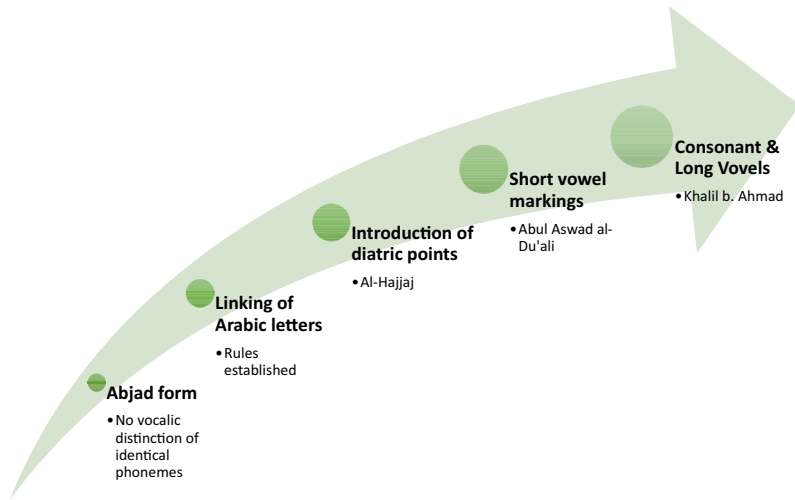 Abjad form
•No vocalic
distinction of
identical
phonemes
Linking of
Arabic letters
•Rules
established
Introduction of
diatric points
•Al-Hajjaj
Short vowel
markings
•Abul Aswad al-
Du'ali
Consonant &
Long Vovels
•Khalil b. Ahmad